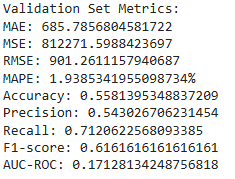 Validation Set Metrics:
MAE: 685.7856804581722
MSE: 812271.5988423697
RMSE: 901.2611157940687
MAPE: 1.9385341955098734%
Accuracy: 0.5581395348837209
Precision: 0.543026706231454
Recall: 0.7120622568093385
F1-score: 0.6161616161616161
AUC-ROC: 0.17128134248756818